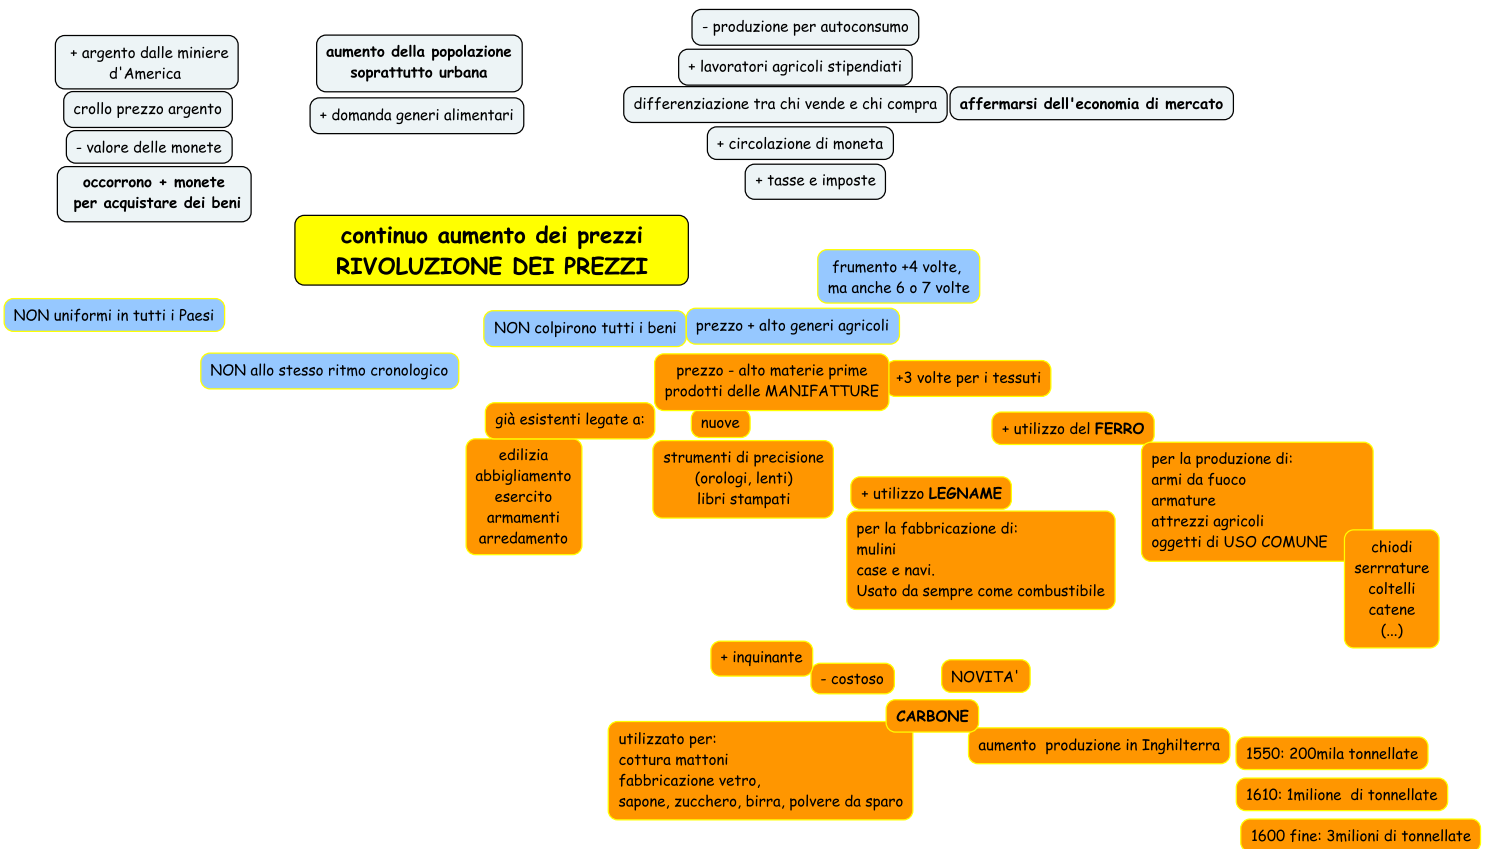 + argento dalle miniere
d'America
crollo prezzo argento
- valore delle monete
occorrono + monete
per acquistare dei beni
aumento della popolazione
soprattutto urbana
+ domanda generi alimentari
- produzione per autoconsumo
+ lavoratori agricoli stipendiati
differenziazione tra chi vende e chi compra
affermarsi dell'economia di mercato
+ circolazione di moneta
+ tasse e imposte
continuo aumento dei prezzi
RIVOLUZIONE DEI PREZZI
NON uniformi in tutti i Paesi
NON allo stesso ritmo cronologico
NON colpirono tutti i beni
frumento +4 volte,
ma anche 6 o 7 volte
prezzo + alto generi agricoli
prezzo - alto materie prime
prodotti delle MANIFATTURE
+3 volte per i tessuti
già esistenti legate a:
edilizia
abbigliamento
esercito
armamenti
arredamento
nuove
strumenti di precisione
(orologi, lenti)
libri stampati
+ utilizzo LEGNAME
per la fabbricazione di:
mulini
case e navi.
Usato da sempre come combustibile
+ utilizzo del FERRO
per la produzione di:
armi da fuoco
armature
attrezzi agricoli
oggetti di USO COMUNE
chiodi
serrrature
coltelli
catene
(...)
+ inquinante
- costoso
NOVITA'
CARBONE
utilizzato per:
cottura mattoni
fabbricazione vetro,
sapone, zucchero, birra, polvere da sparo
aumento  produzione in Inghilterra
1550: 200mila tonnellate
1610: 1milione  di tonnellate
1600 fine: 3milioni di tonnellate